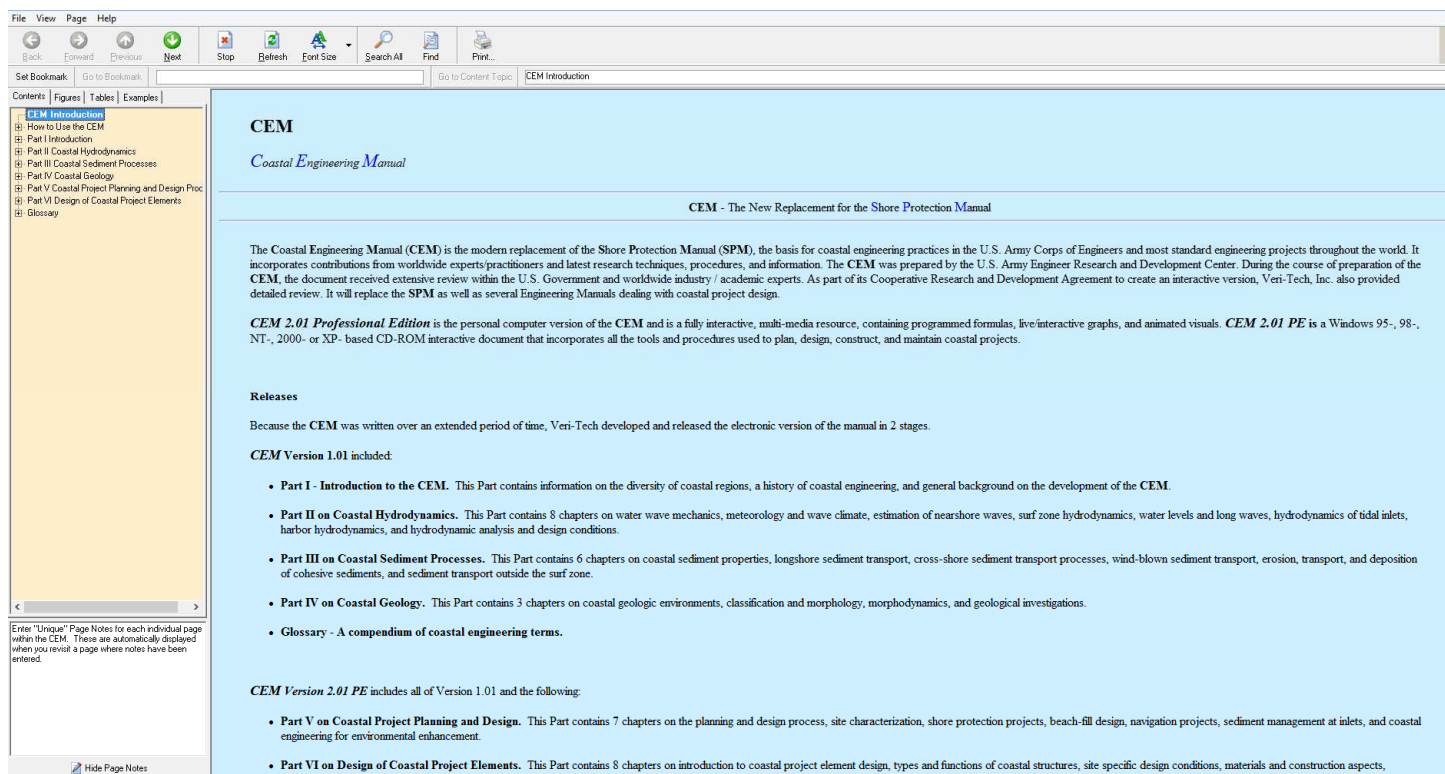 File View Page Help
Back Forward Previous Next Stop Refresh Font Size Search All Find Print...
Set Bookmark Go to Bookmark Go to Content Topic CEM Introduction
Contents Figures Tables Examples
CEM Introduction
How to Use the CEM
Part I Introduction
Part II Coastal Hydrodynamics
Part III Coastal Sediment Processes
Part IV Coastal Geology
Part V Coastal Project Planning and Design Proc
Part VI Design of Coastal Project Elements
Glossary
Enter "Unique" Page Notes for each individual page
within the CEM. These are automatically displayed
when you revisit a page where notes have been
entered.
Hide Page Notes
CEM
Coastal Engineering Manual
CEM - The New Replacement for the Shore Protection Manual
The Coastal Engineering Manual (CEM) is the modern replacement of the Shore Protection Manual (SPM), the basis for coastal engineering practices in the U.S. Army Corps of Engineers and most standard engineering projects throughout the world. It
incorporates contributions from worldwide experts/practitioners and latest research techniques, procedures, and information. The CEM was prepared by the U.S. Army Engineer Research and Development Center. During the course of preparation of the
CEM, the document received extensive review within the U.S. Government and worldwide industry / academic experts. As part of its Cooperative Research and Development Agreement to create an interactive version, Veri-Tech, Inc. also provided
detailed review. It will replace the SPM as well as several Engineering Manuals dealing with coastal project design.
CEM 2.01 Professional Edition is the personal computer version of the CEM and is a fully interactive, multi-media resource, containing programmed formulas, live/interactive graphs, and animated visuals. CEM 2.01 PE is a Windows 95-, 98-,
NT-, 2000- or XP- based CD-ROM interactive document that incorporates all the tools and procedures used to plan, design, construct, and maintain coastal projects.
Releases
Because the CEM was written over an extended period of time, Veri-Tech developed and released the electronic version of the manual in 2 stages.
CEM Version 1.01 included:
• Part I - Introduction to the CEM. This Part contains information on the diversity of coastal regions, a history of coastal engineering, and general background on the development of the CEM.
• Part II on Coastal Hydrodynamics. This Part contains 8 chapters on water wave mechanics, meteorology and wave climate, estimation of nearshore waves, surf zone hydrodynamics, water levels and long waves, hydrodynamics of tidal inlets,
harbor hydrodynamics, and hydrodynamic analysis and design conditions.
• Part III on Coastal Sediment Processes. This Part contains 6 chapters on coastal sediment properties, longshore sediment transport, cross-shore sediment transport processes, wind-blown sediment transport, erosion, transport, and deposition
of cohesive sediments, and sediment transport outside the surf zone.
• Part IV on Coastal Geology. This Part contains 3 chapters on coastal geologic environments, classification and morphology, morphodynamics, and geological investigations.
• Glossary - A compendium of coastal engineering terms.
CEM Version 2.01 PE includes all of Version 1.01 and the following:
• Part V on Coastal Project Planning and Design. This Part contains 7 chapters on the planning and design process, site characterization, shore protection projects, beach-fill design, navigation projects, sediment management at inlets, and coastal
engineering for environmental enhancement.
• Part VI on Design of Coastal Project Elements. This Part contains 8 chapters on introduction to coastal project element design, types and functions of coastal structures, site specific design conditions, materials and construction aspects,